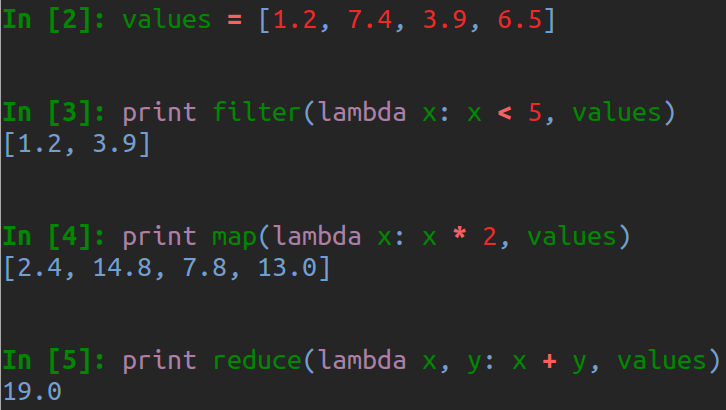 In [2]: values = [1.2, 7.4, 3.9, 6.5]
In [3]: print filter(lambda x: x < 5, values)
[1.2, 3.9]
In [4]: print map(lambda x: x * 2, values)
[2.4, 14.8, 7.8, 13.0]
In [5]: print reduce(lambda x, y: x + y, values)
19.0